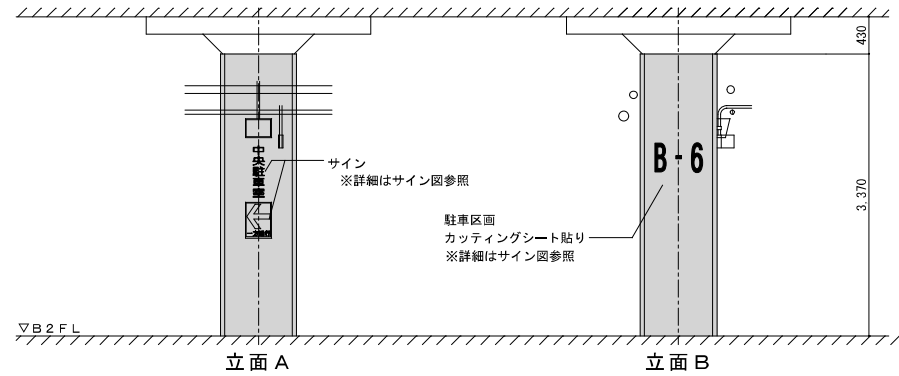 430
中央駐車室
サイン
※詳細はサイン図参照
B-6
3,370
駐車区画
カッティングシート貼り
※詳細はサイン図参照
▽B2FL
立面A
立面B